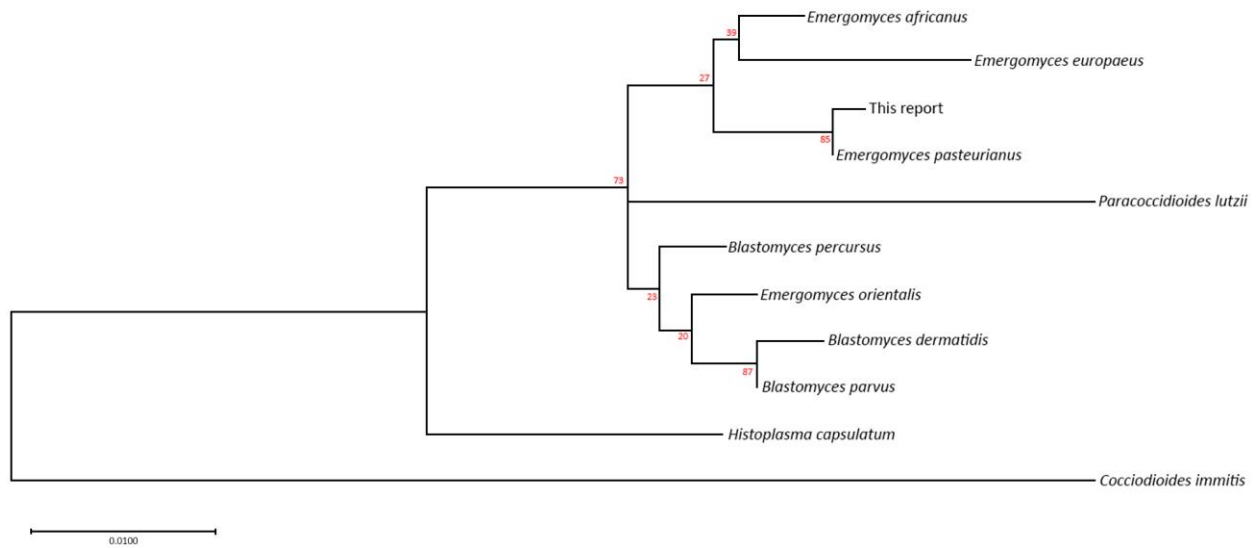 Emergomyces africanus
39
Emergomyces europaeus
27
This report
85
Emergomyces pasteurianus
73
Paracoccidioides lutzii
Blastomyces percursus
23
Emergomyces orientalis
20
Blastomyces dermatidis
87
Blastomyces parvus
Histoplasma capsulatum
Cocciodioides immitis
0.0100